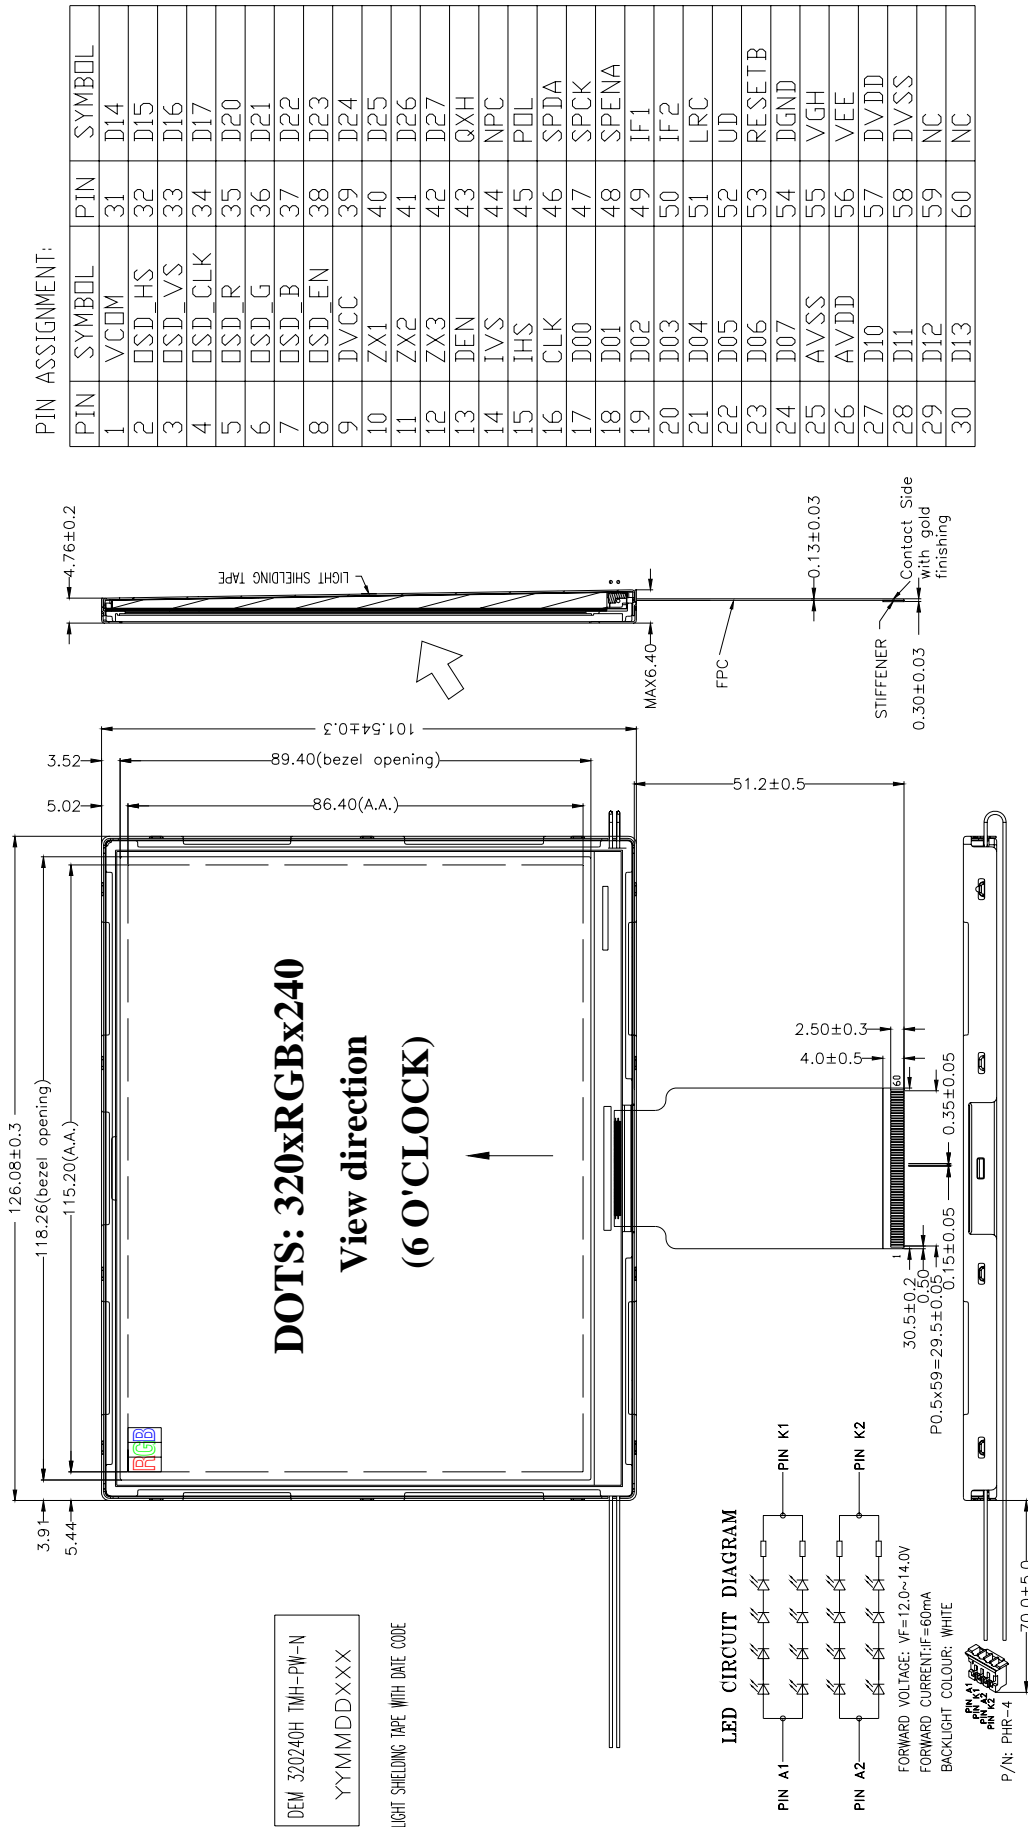 PIN ASSIGNMENT:
PIN SYMBOL PIN SYMBOL
1 VCOM 31 D14
2 OSD_HS 32 D15
3 OSD_VS 33 D16
4 OSD_CLK 34 D17
5 OSD_R 35 D20
6 OSD_G 36 D21
7 OSD_B 37 D22
8 OSD_EN 38 D23
9 DVCC 39 D24
10 ZX1 40 D25
11 ZX2 41 D26
12 ZX3 42 D27
13 DEN 43 QXH
14 IVS 44 NPC
15 IHS 45 POL
16 CLK 46 SPDA
17 D00 47 SPCK
18 D01 48 SPENA
19 D02 49 IF1
20 D03 50 IF2
21 D04 51 LRC
22 D05 52 UD
23 D06 53 RESETB
24 D07 54 DGND
25 AVSS 55 VGH
26 AVDD 56 VEE
27 D10 57 DVDD
28 D11 58 DVSS
29 D12 59 NC
30 D13 60 NC
4.76±0.2
LIGHT SHIELDING TAPE
MAX6.40
FPC
0.13±0.03
STIFFENER
Contact Side
with gold
finishing
0.30±0.03
101.54±0.3
3.52
89.40(bezel opening)
5.02
86.40(A.A.)
51.2±0.5
126.08±0.3
118.26(bezel opening)
115.20(A.A.)
3.91
5.44
DOTS: 320xRGBx240
View direction
(6 O'CLOCK)
RGB
2.50±0.3
4.0±0.5
1
60
0.35±0.05
0.15±0.05
30.5±0.2
0.50
P0.5x59=29.5±0.05
DEM 320240H TMH-PW-N
YYMMDDXXX
LIGHT SHIELDING TAPE WITH DATE CODE
LED CIRCUIT DIAGRAM
PIN A1
PIN K1
PIN A2
PIN K2
FORWARD VOLTAGE: VF=12.0~14.0V
FORWARD CURRENT:IF=60mA
BACKLIGHT COLOUR: WHITE
PIN A1
PIN K1
PIN A2
PIN K2
P/N: PHR-4
70.0±5.0